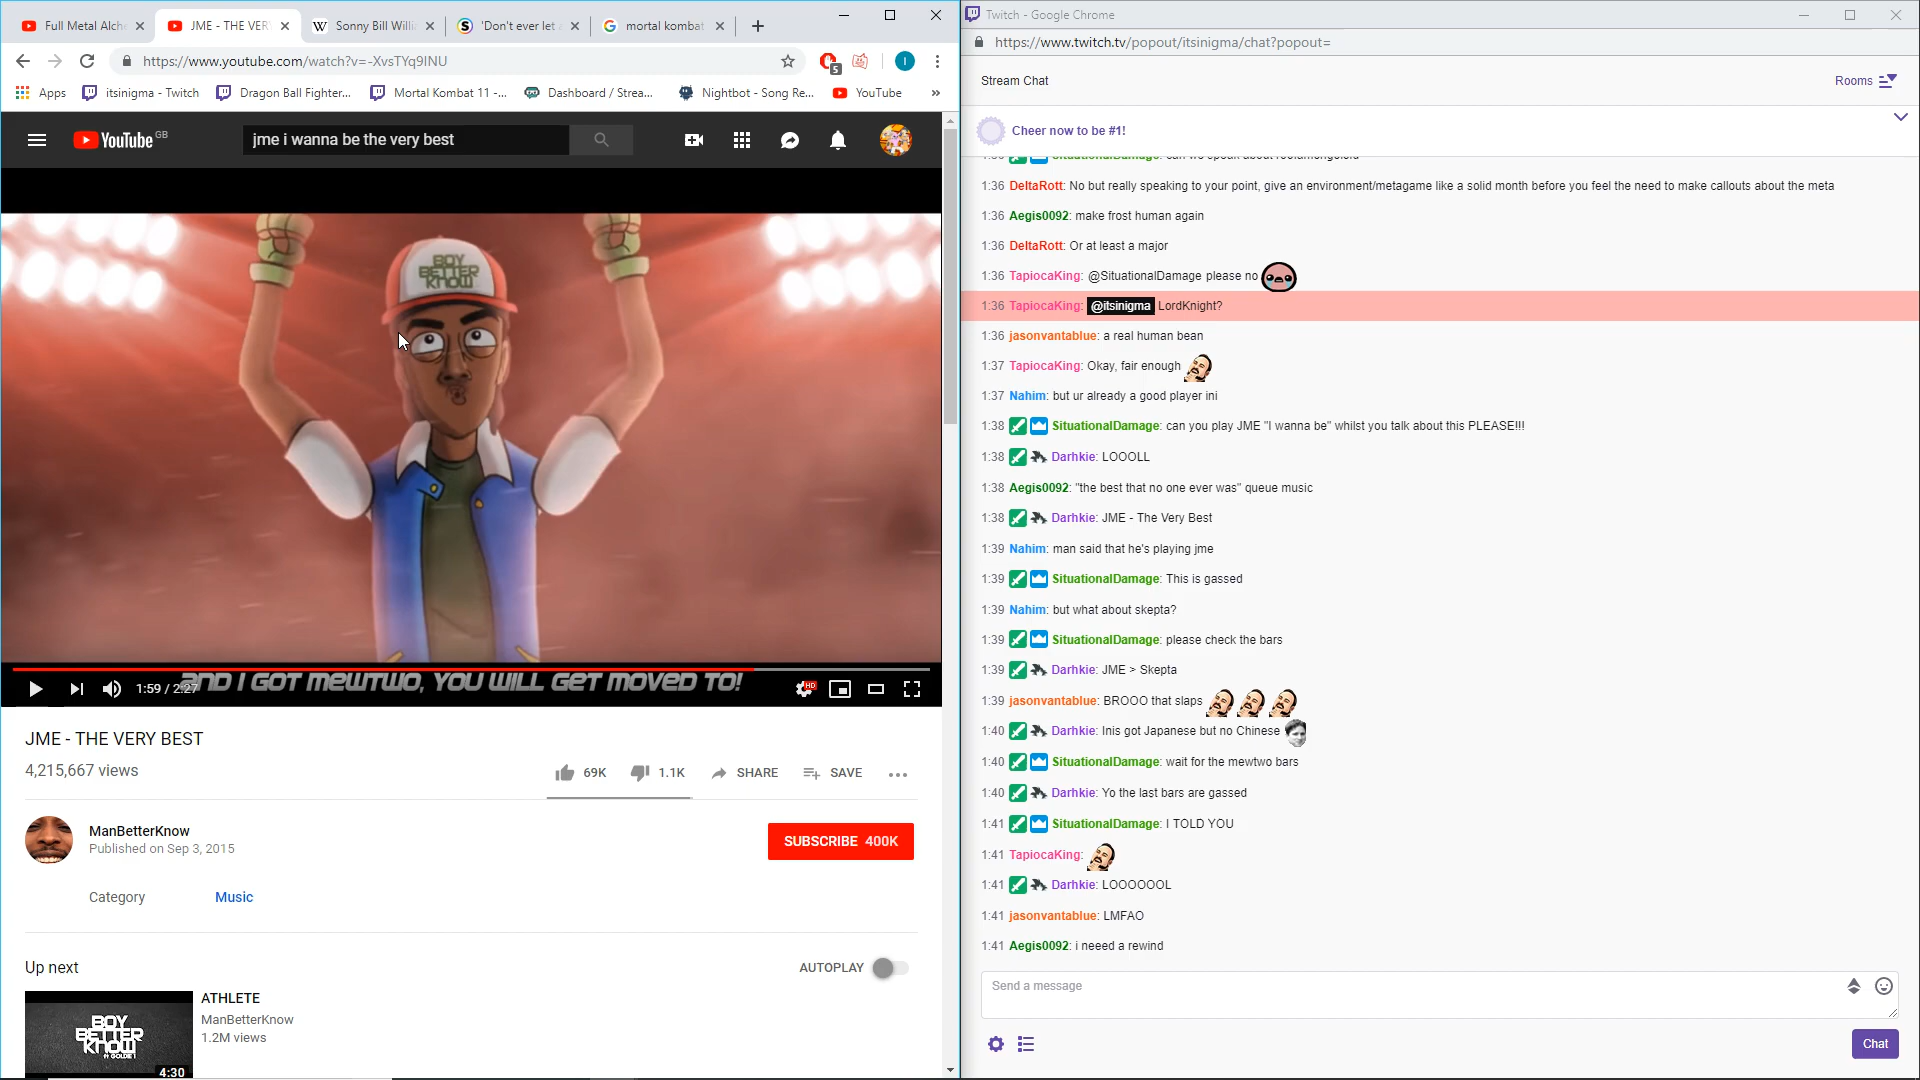 Full Metal Alche
JME - THE VER
Sonny Bill Willi
'Don't ever let
mortal kombat
https://www.youtube.com/watch?v=-XvsTYq9INU
5
I
Apps
itsinigma - Twitch
Dragon Ball Fighter...
Mortal Kombat 11 -...
Dashboard / Strea...
Nightbot - Song Re...
YouTube
»
YouTube GB
jme i wanna be the very best
BOY
BETTER
KNOW
AND I GOT MEWTWO, YOU WILL GET MOVED TO!
1:59 / 2:27
HD
JME - THE VERY BEST
4,215,667 views
69K
1.1K
SHARE
SAVE
ManBetterKnow
Published on Sep 3, 2015
SUBSCRIBE 400K
Category
Music
Up next
AUTOPLAY
BOY
BETTER
KNOW
4:30
ATHLETE
ManBetterKnow
1.2M views
Twitch - Google Chrome
https://www.twitch.tv/popout/itsinigma/chat?popout=
Stream Chat
Rooms
Cheer now to be #1!
1:36 DeltaRott: No but really speaking to your point, give an environment/metagame like a solid month before you feel the need to make callouts about the meta
1:36 Aegis0092: make frost human again
1:36 DeltaRott: Or at least a major
1:36 TapiocaKing: @SituationalDamage please no
1:36 TapiocaKing: @itsinigma LordKnight?
1:36 jasonvantablue: a real human bean
1:37 TapiocaKing: Okay, fair enough
1:37 Nahim: but ur already a good player ini
1:38 SituationalDamage: can you play JME "I wanna be" whilst you talk about this PLEASE!!!
1:38 Darhkie: LOOOLL
1:38 Aegis0092: "the best that no one ever was" queue music
1:38 Darhkie: JME - The Very Best
1:39 Nahim: man said that he's playing jme
1:39 SituationalDamage: This is gassed
1:39 Nahim: but what about skepta?
1:39 SituationalDamage: please check the bars
1:39 Darhkie: JME > Skepta
1:39 jasonvantablue: BROOO that slaps
1:40 Darhkie: Inis got Japanese but no Chinese
1:40 SituationalDamage: wait for the mewtwo bars
1:40 Darhkie: Yo the last bars are gassed
1:41 SituationalDamage: I TOLD YOU
1:41 TapiocaKing:
1:41 Darhkie: LOOOOOOL
1:41 jasonvantablue: LMFAO
1:41 Aegis0092: i neeed a rewind
Send a message
Chat